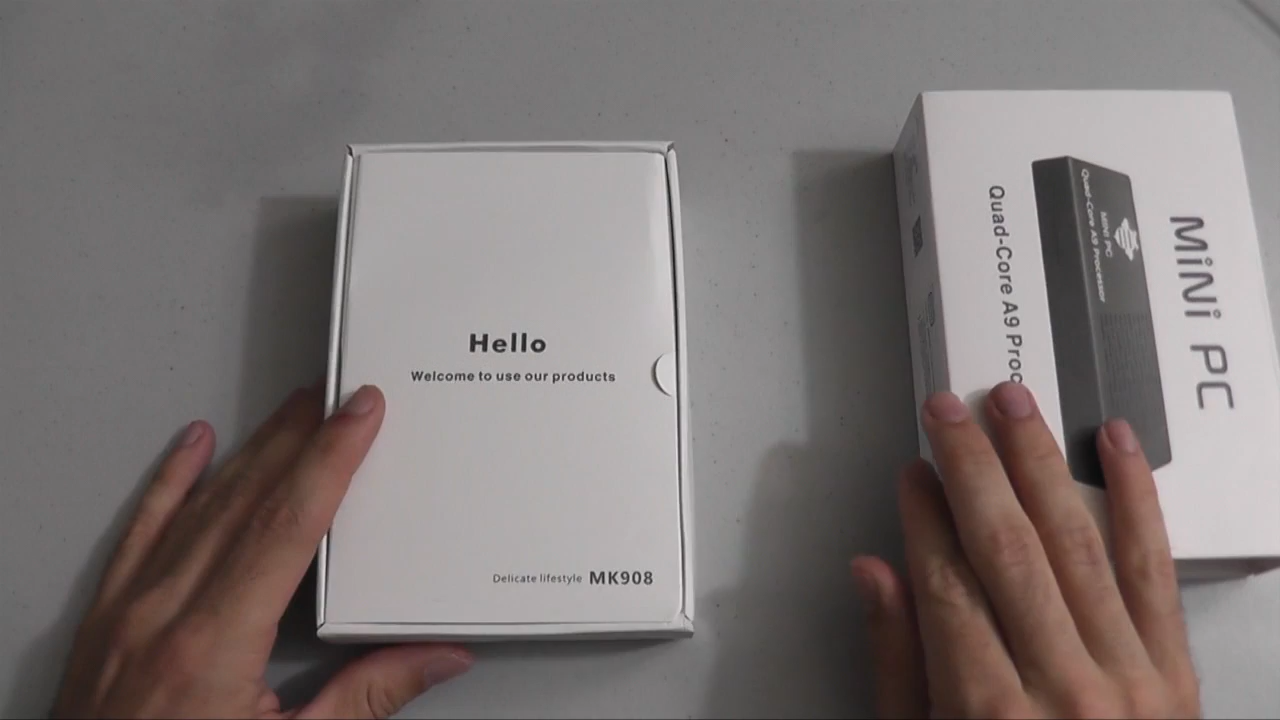 Hello
Welcome to use our products
Delicate lifestyle MK908
MiNi PC
MINI PC
Quad-Core A9 Processor
Quad-Core A9 Proc